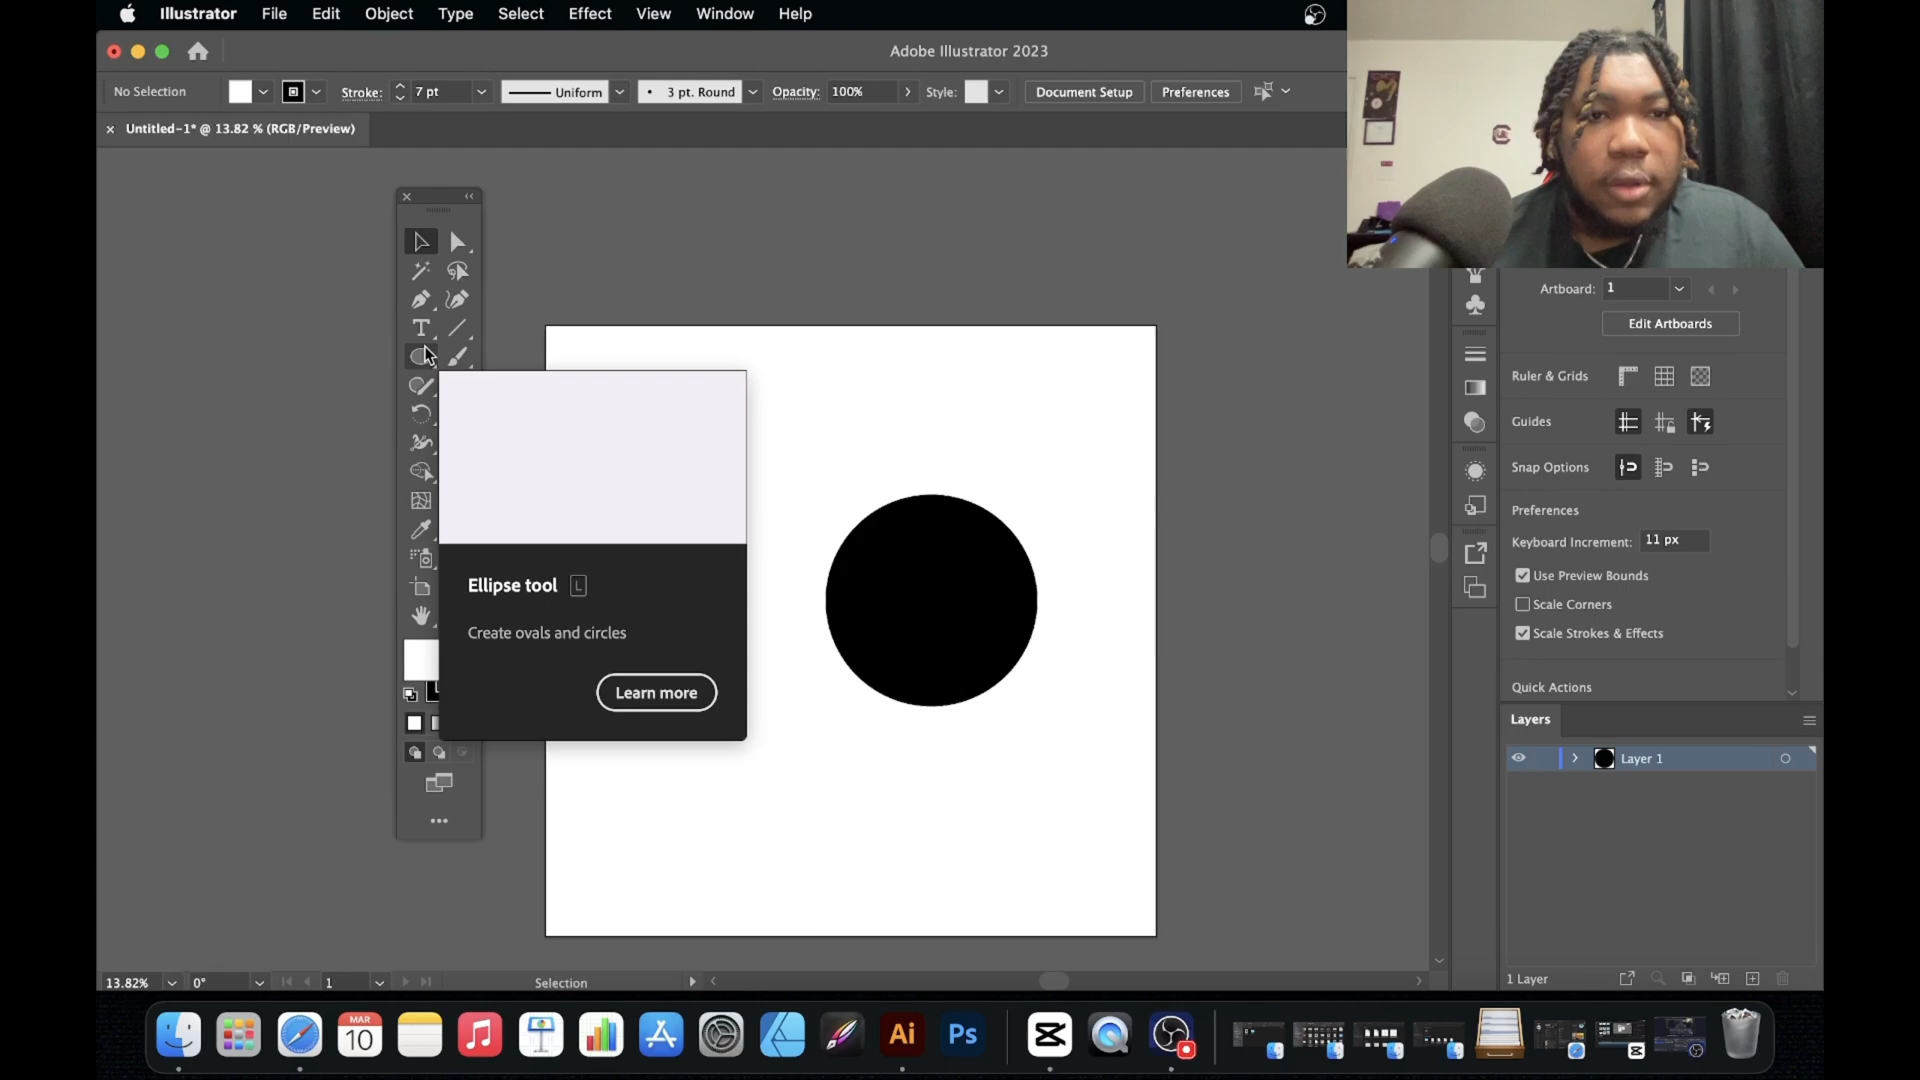 Illustrator File Edit Object Type Select Effect View Window Help
Adobe Illustrator 2023
No Selection Stroke: 7 pt Uniform 3 pt. Round Opacity: 100% Style: Document Setup Preferences
Untitled-1* @ 13.82 % (RGB/Preview)
Artboard: 1
Edit Artboards
Ruler & Grids
Guides
Snap Options
Preferences
Keyboard Increment: 11 px
Use Preview Bounds
Scale Corners
Scale Strokes & Effects
Quick Actions
Ellipse tool L
Create ovals and circles
Learn more
Layers
Layer 1
1 Layer
13.82% 0° 1 Selection
MAR
10
Ai
Ps